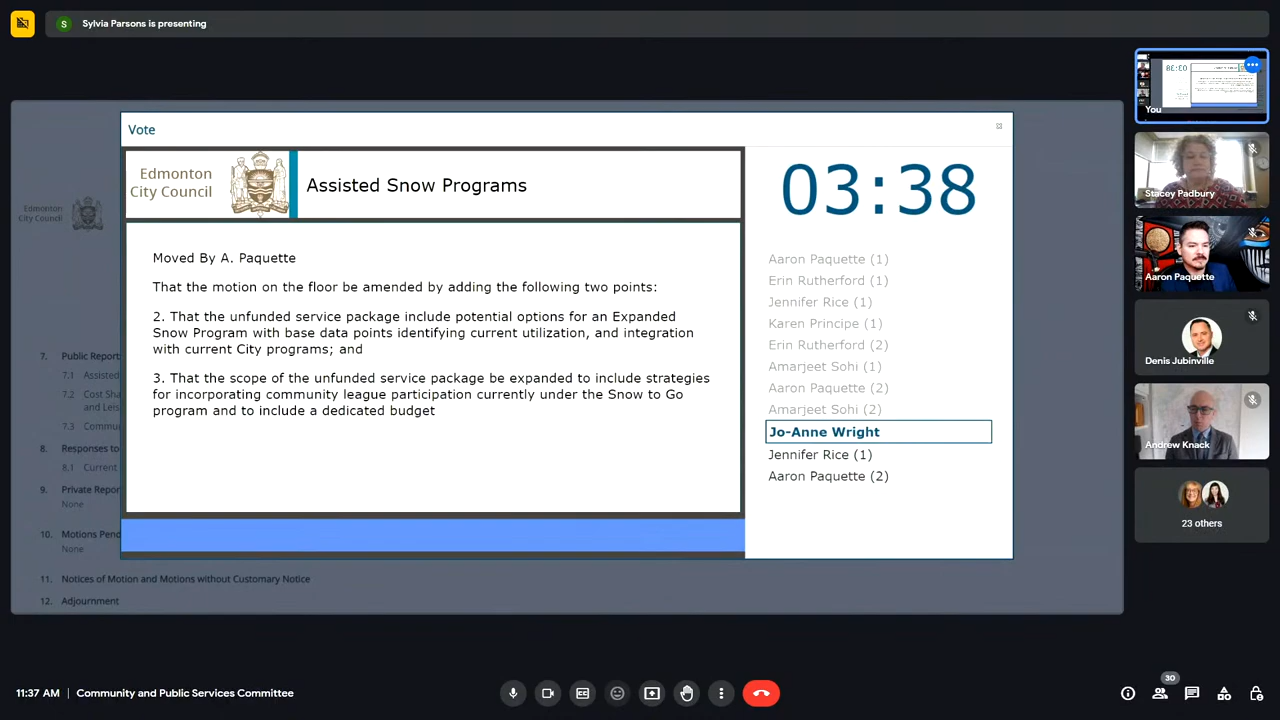 S Sylvia Parsons is presenting
Vote
Edmonton
City Council
Assisted Snow Programs
03:38
Moved By A. Paquette
That the motion on the floor be amended by adding the following two points:
2. That the unfunded service package include potential options for an Expanded
Snow Program with base data points identifying current utilization, and integration
with current City programs; and
3. That the scope of the unfunded service package be expanded to include strategies
for incorporating community league participation currently under the Snow to Go
program and to include a dedicated budget
Aaron Paquette (1)
Erin Rutherford (1)
Jennifer Rice (1)
Karen Principe (1)
Erin Rutherford (2)
Amarjeet Sohi (1)
Aaron Paquette (2)
Amarjeet Sohi (2)
Jo-Anne Wright
Jennifer Rice (1)
Aaron Paquette (2)
Edmonton
City Council
7. Public Report
7.1 Assisted
7.2 Cost Sha
and Leis
7.3 Commu
8. Responses to
8.1 Current
9. Private Repor
None
10. Motions Pend
None
11. Notices of Motion and Motions without Customary Notice
12. Adjournment
You
Stacey Padbury
Aaron Paquette
Denis Jubinville
Andrew Knack
23 others
11:37 AM | Community and Public Services Committee
30